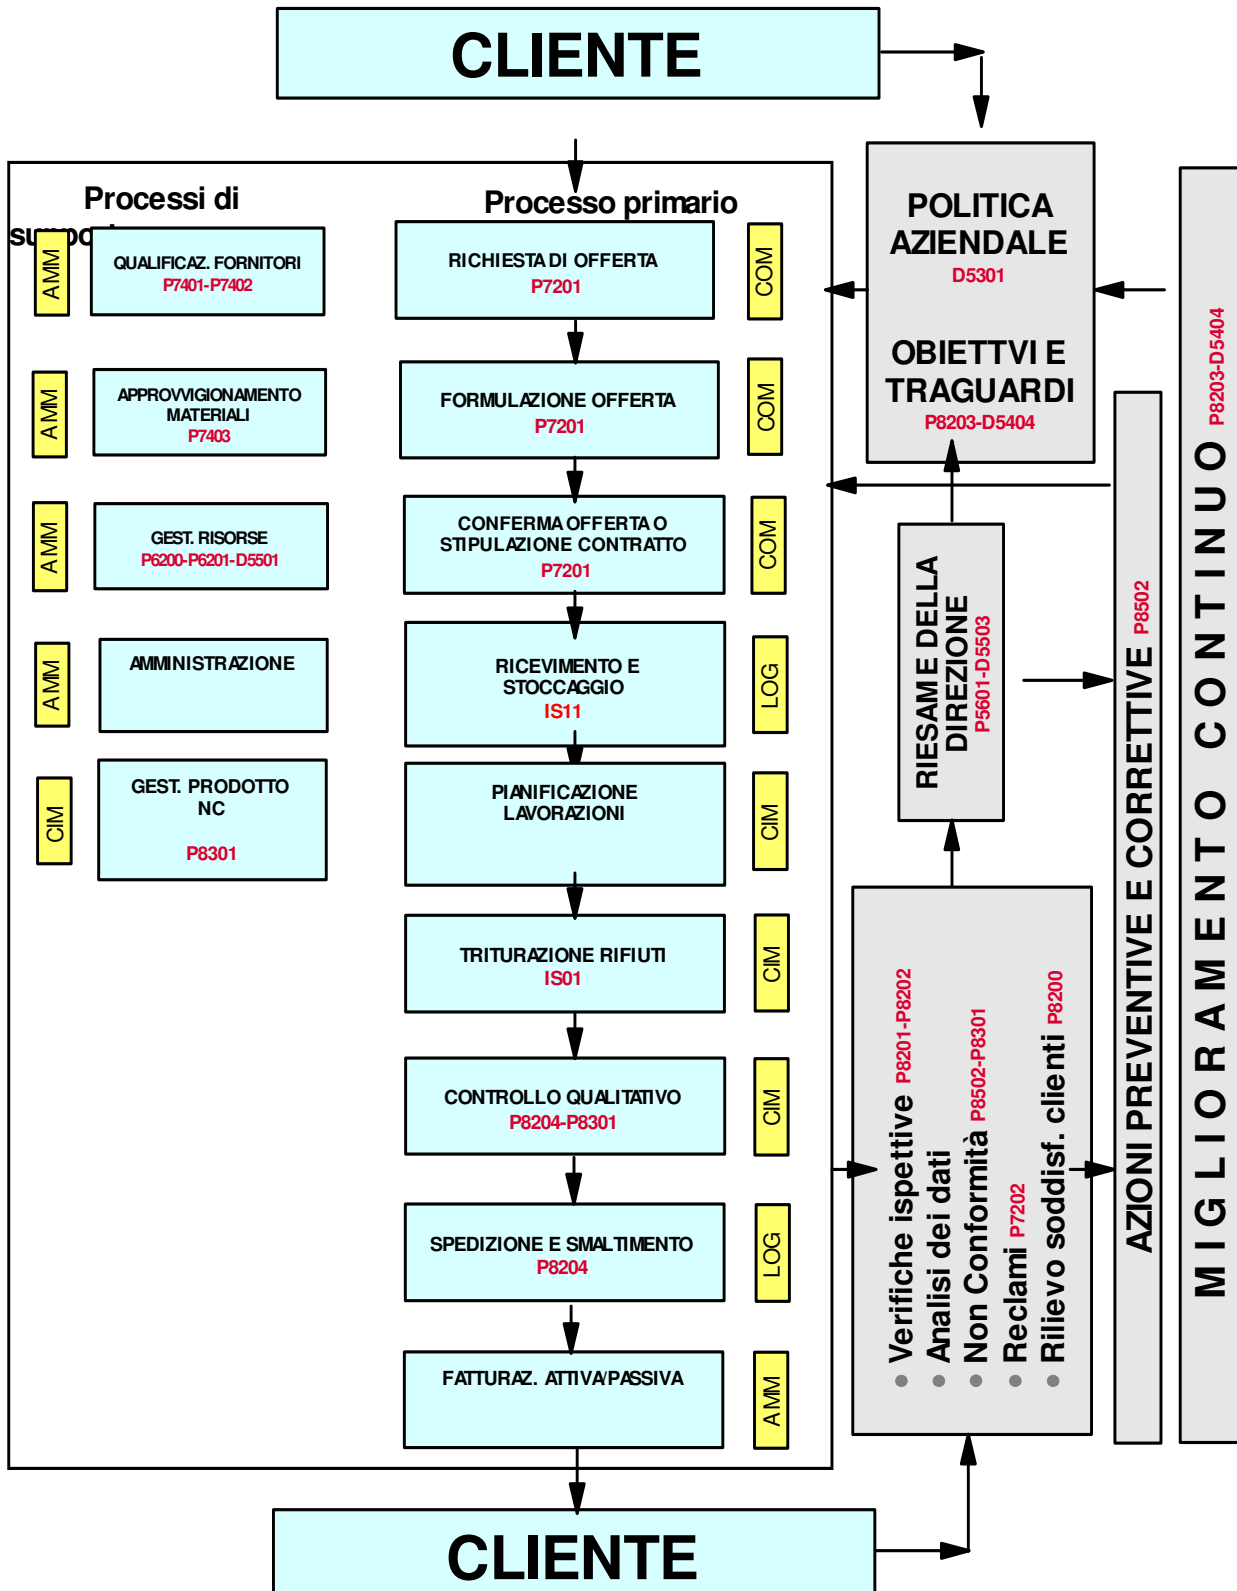 CLIENTE
Processi di
Processo primario
AMM
QUALIFICAZ. FORNITORI
P7401-P7402
RICHIESTA DI OFFERTA
P7201
COM
AMM
APPROVVIGIONAMENTO
MATERIALI
P7403
FORMULAZIONE OFFERTA
P7201
COM
AMM
GEST. RISORSE
P6200-P6201-D5501
CONFERMA OFFERTA O
STIPULAZIONE CONTRATTO
P7201
COM
AMM
AMMINISTRAZIONE
RICEVIMENTO E
STOCCAGGIO
IS11
LOG
CIM
GEST. PRODOTTO
NC
P8301
PIANIFICAZIONE
LAVORAZIONI
CIM
TRITURAZIONE RIFIUTI
IS01
CIM
CONTROLLO QUALITATIVO
P8204-P8301
CIM
SPEDIZIONE E SMALTIMENTO
P8204
LOG
FATTURAZ. ATTIVA/PASSIVA
AMM
POLITICA
AZIENDALE
D5301
OBIETTVI E
TRAGUARDI
P8203-D5404
RIESAME DELLA
DIREZIONE
P5601-D5503
• Verifiche ispettive P8201-P8202
• Analisi dei dati
• Non Conformità P8502-P8301
• Reclami P7202
• Rilievo soddisf. clienti P8200
AZIONI PREVENTIVE E CORRETTIVE P8502
MIGLIORAMENTO CONTINUO P8203-D5404
CLIENTE